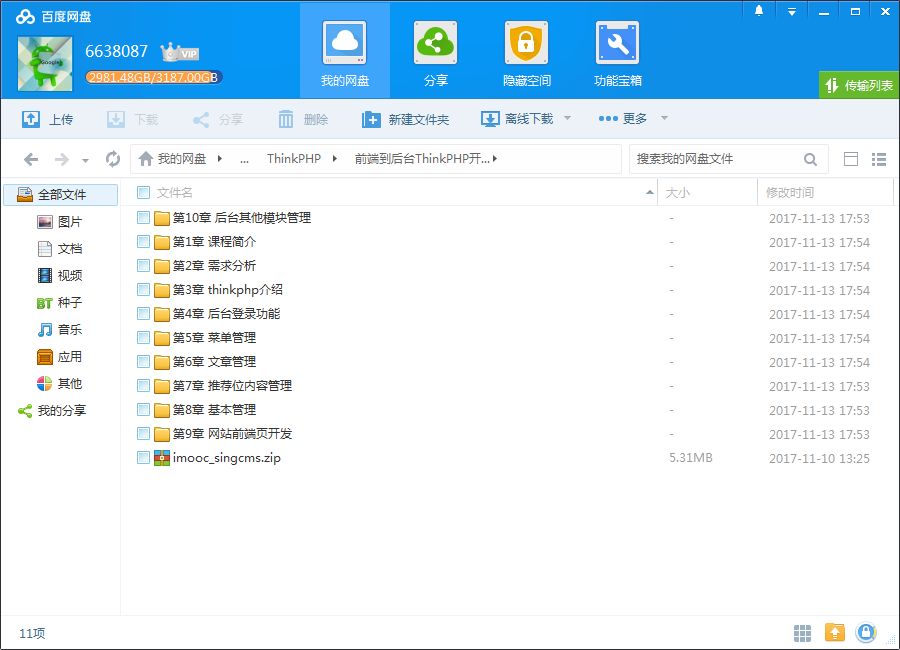 百度网盘
6638087 VIP
2981.48GB/3187.00GB
我的网盘 分享 隐藏空间 功能宝箱
传输列表
上传 下载 分享 删除 新建文件夹 离线下载 更多
我的网盘 ... ThinkPHP 前端到后台ThinkPHP开... 搜索我的网盘文件
全部文件
图片
文档
视频
BT 种子
音乐
应用
其他
我的分享
文件名 大小 修改时间
第10章 后台其他模块管理 - 2017-11-13 17:53
第1章 课程简介 - 2017-11-13 17:54
第2章 需求分析 - 2017-11-13 17:54
第3章 thinkphp介绍 - 2017-11-13 17:54
第4章 后台登录功能 - 2017-11-13 17:54
第5章 菜单管理 - 2017-11-13 17:54
第6章 文章管理 - 2017-11-13 17:54
第7章 推荐位内容管理 - 2017-11-13 17:53
第8章 基本管理 - 2017-11-13 17:53
第9章 网站前端页开发 - 2017-11-13 17:53
imooc_singcms.zip 5.31MB 2017-11-10 13:25
11项